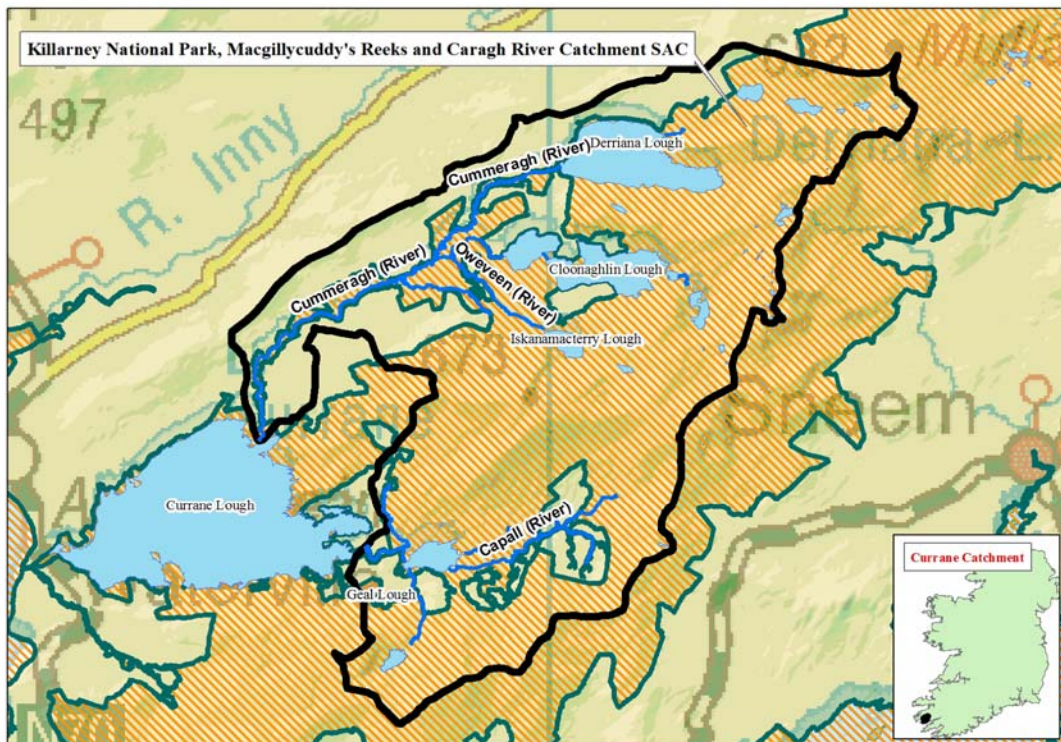 Killarney National Park, Macgillycuddy's Reeks and Caragh River Catchment SAC
497
R. Inny
Derriana Lough
Cummeragh (River)
Cummeragh (River)
Oweveen (River)
Cloonaghlin Lough
Iskanamacterry Lough
673
Sneem
Currane Lough
Capall (River)
Geal Lough
Currane Catchment